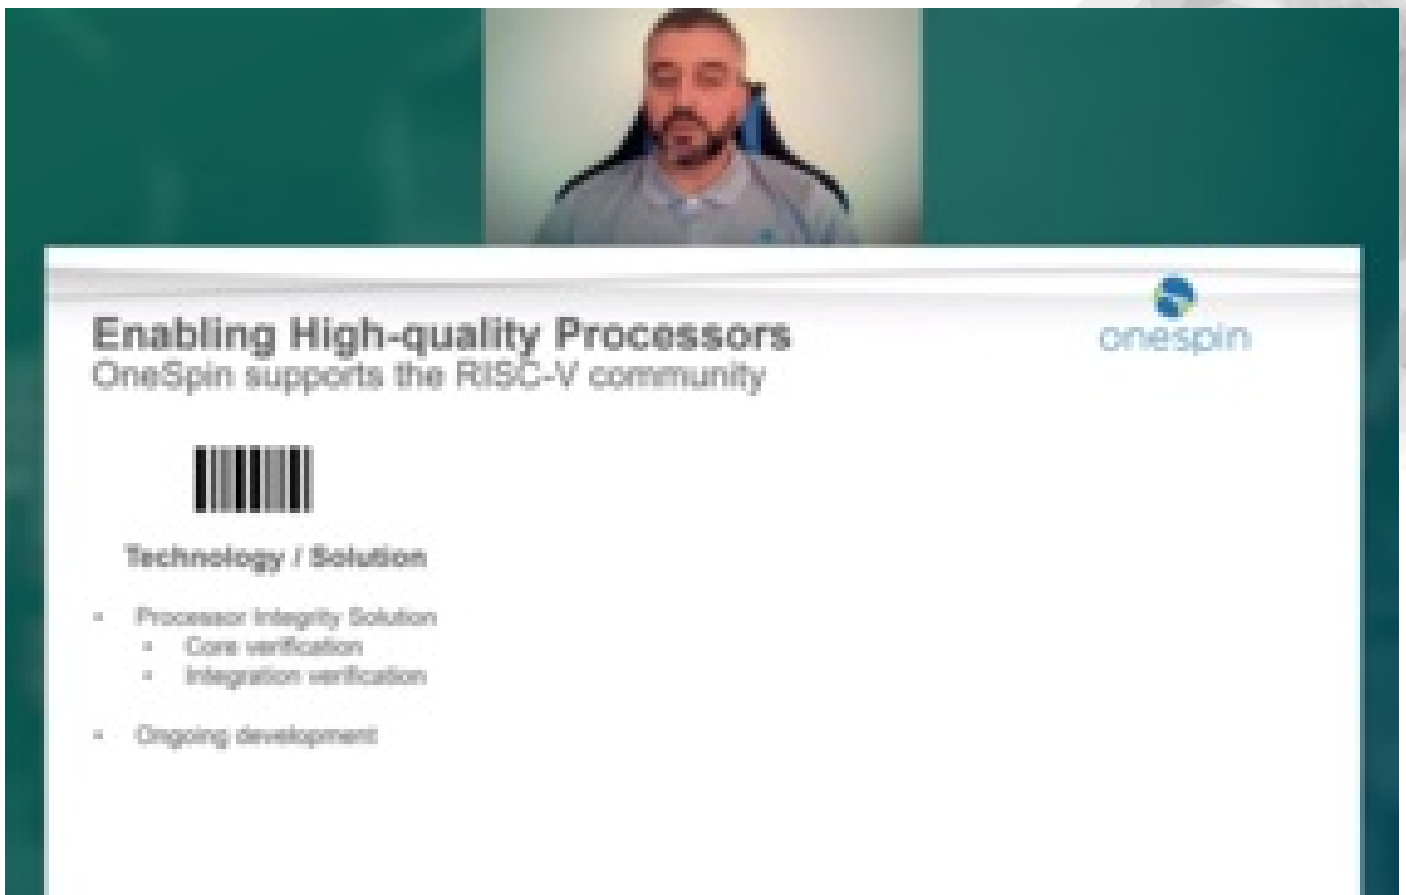 onespin
Enabling High-quality Processors
OneSpin supports the RISC-V community
Technology / Solution
Processor Integrity Solution
Core verification
Integration verification
Ongoing development